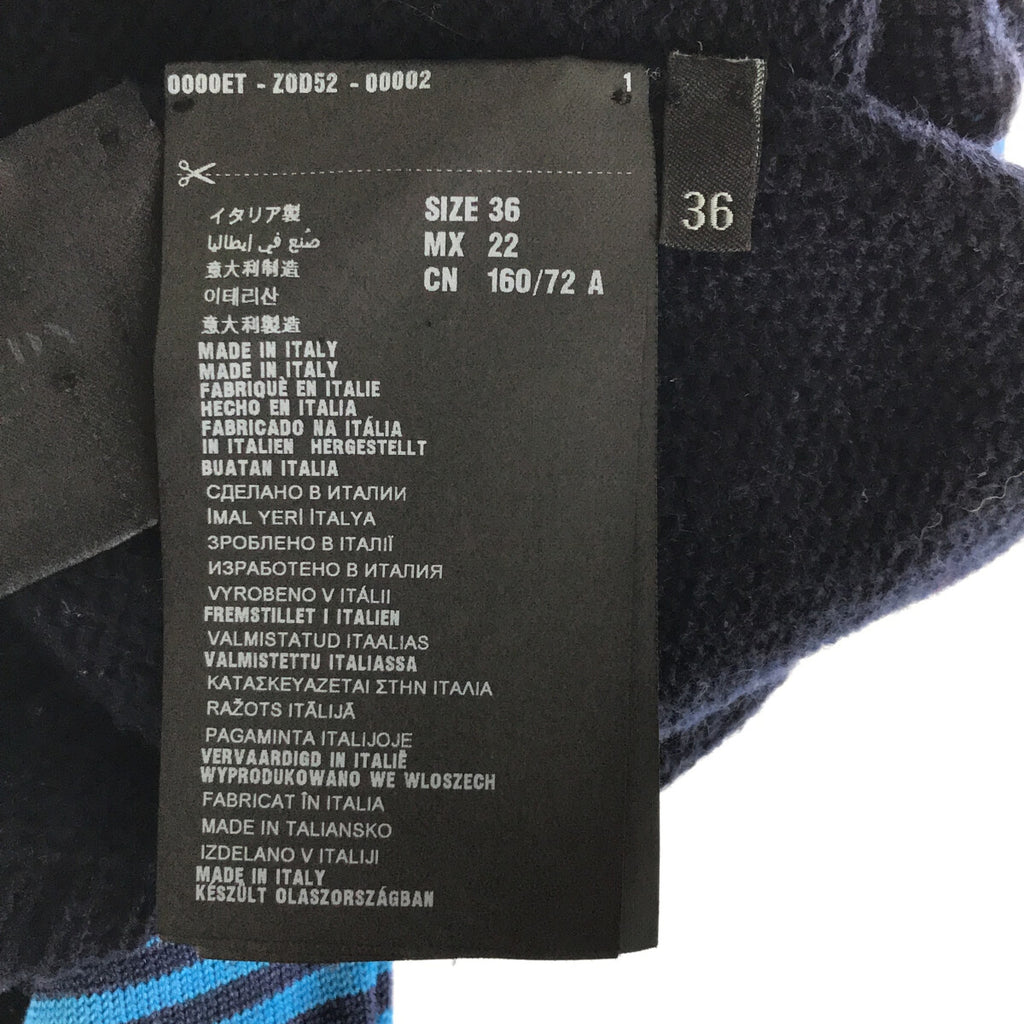 0000ET - Z0D52 - 00002 1
イタリア製
صُنع في إيطاليا
意大利制造
이태리산
意大利製造
MADE IN ITALY
MADE IN ITALY
FABRIQUÈ EN ITALIE
HECHO EN ITALIA
FABRICADO NA ITÁLIA
IN ITALIEN HERGESTELLT
BUATAN ITALIA
СДЕЛАНО В ИТАЛИИ
İMAL YERİ İTALYA
ЗРОБЛЕНО В ІТАЛІЇ
ИЗРАБОТЕНО В ИТАЛИЯ
VYROBENO V ITÁLII
FREMSTILLET I ITALIEN
VALMISTATUD ITAALIAS
VALMISTETTU ITALIASSA
ΚΑΤΑΣΚΕΥΑΖΕΤΑΙ ΣΤΗΝ ΙΤΑΛΙΑ
RAŽOTS ITĀLIJĀ
PAGAMINTA ITALIJOJE
VERVAARDIGD IN ITALIË
WYPRODUKOWANO WE WLOSZECH
FABRICAT ÎN ITALIA
MADE IN TALIANSKO
IZDELANO V ITALIJI
MADE IN ITALY
KÉSZÜLT OLASZORSZÁGBAN
SIZE 36
MX 22
CN 160/72 A
36